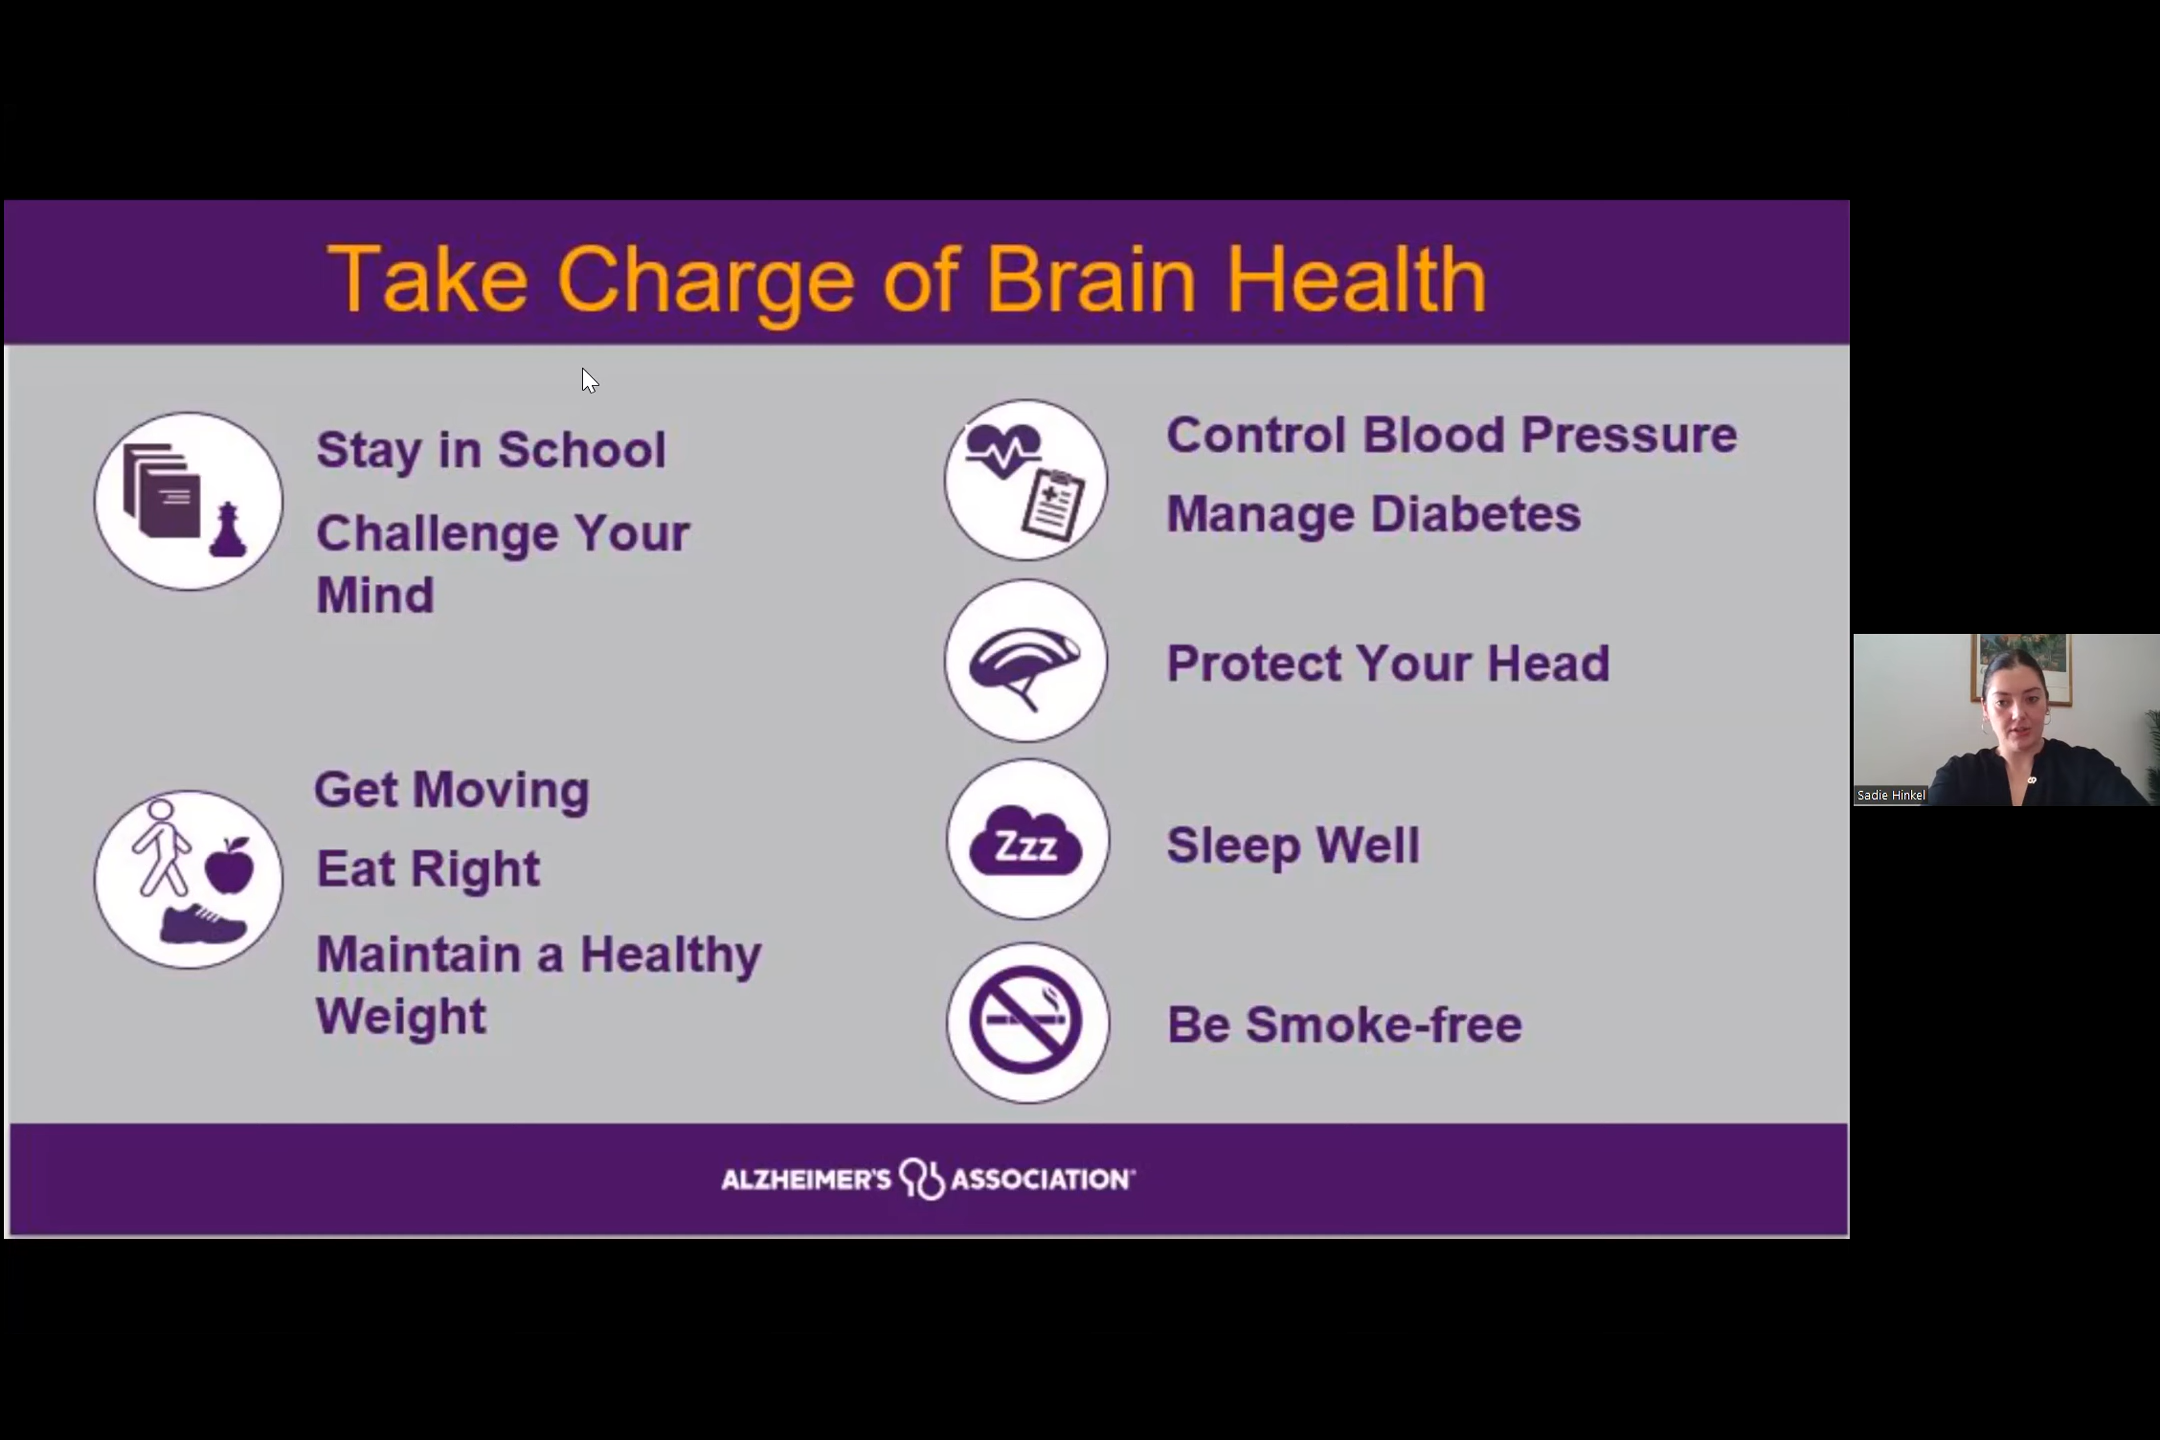 Take Charge of Brain Health
Stay in School
Challenge Your
Mind
Get Moving
Eat Right
Maintain a Healthy
Weight
Control Blood Pressure
Manage Diabetes
Protect Your Head
Zzz
Sleep Well
Be Smoke-free
ALZHEIMER'S ASSOCIATION®
Sadie Hinkel